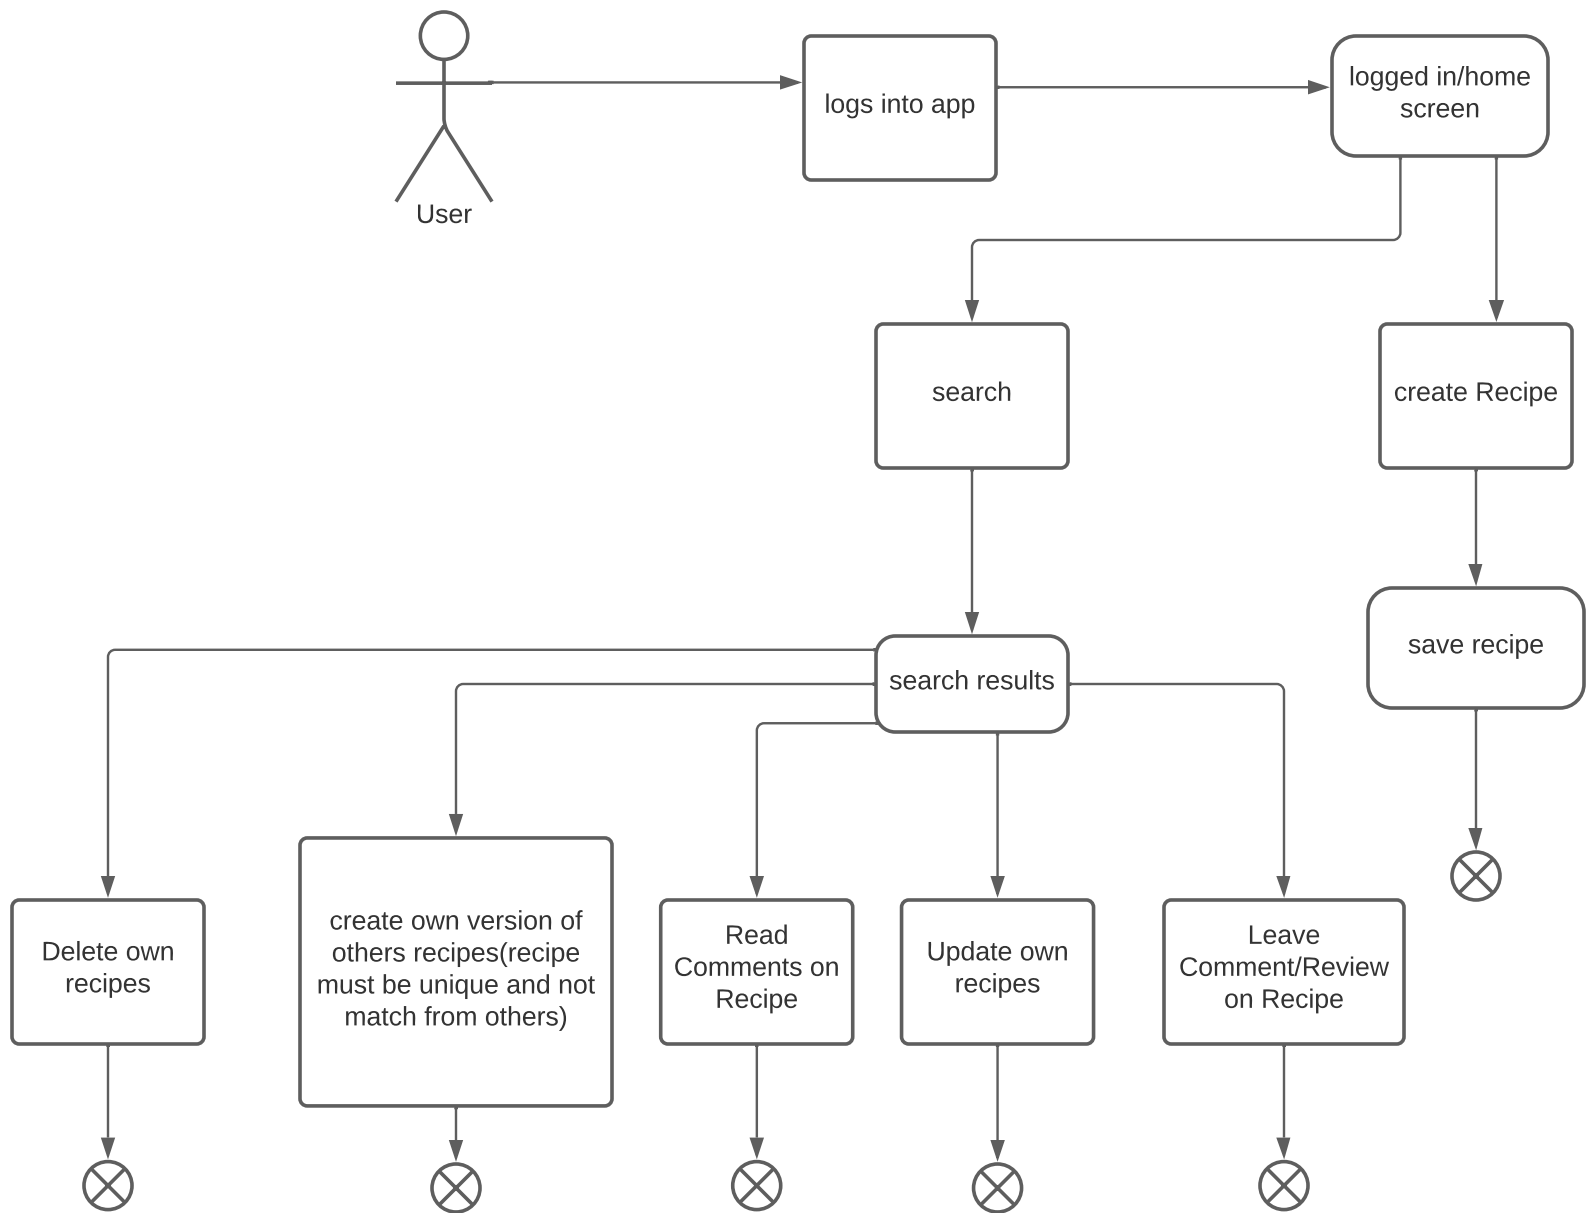 logs into app
logged in/home
screen
User
search
create Recipe
save recipe
search results
Delete own
recipes
create own version of
others recipes(recipe
must be unique and not
match from others)
Read
Comments on
Recipe
Update own
recipes
Leave
Comment/Review
on Recipe